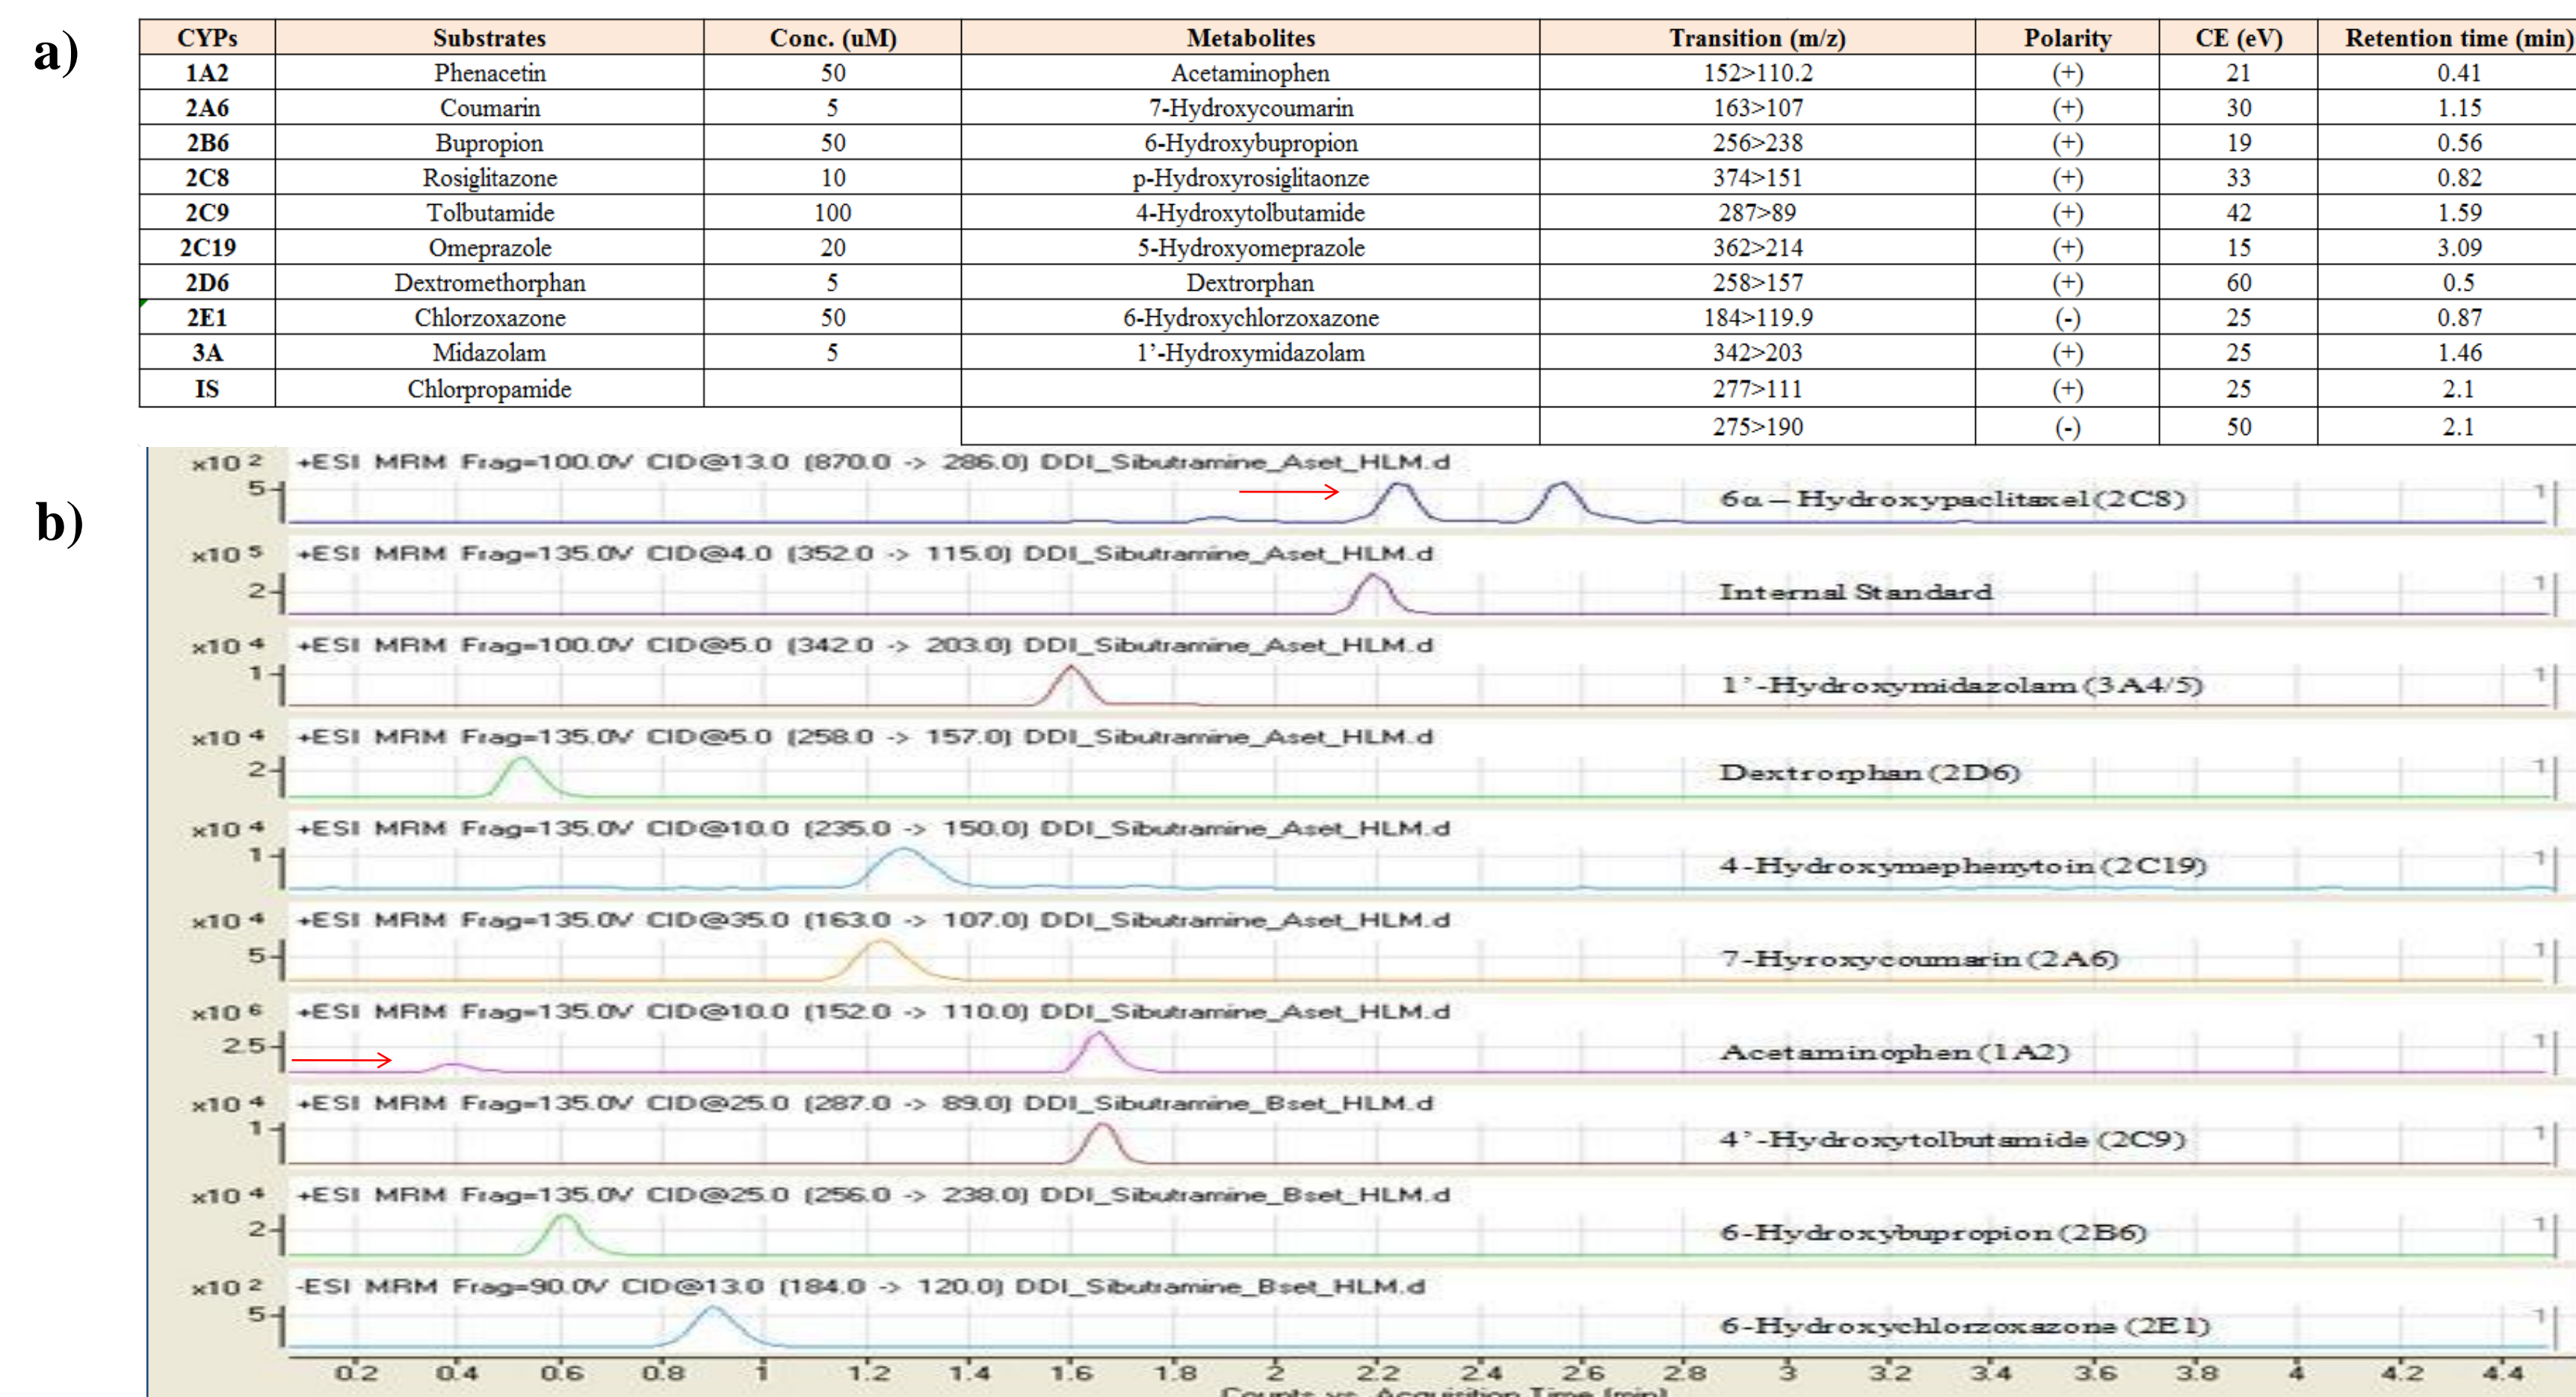 a)
CYPs Substrates Conc. (uM) Metabolites Transition (m/z) Polarity CE (eV) Retention time (min)
1A2 Phenacetin 50 Acetaminophen 152>110.2 (+) 21 0.41
2A6 Coumarin 5 7-Hydroxycoumarin 163>107 (+) 30 1.15
2B6 Bupropion 50 6-Hydroxybupropion 256>238 (+) 19 0.56
2C8 Rosiglitazone 10 p-Hydroxyrosiglitaonze 374>151 (+) 33 0.82
2C9 Tolbutamide 100 4-Hydroxytolbutamide 287>89 (+) 42 1.59
2C19 Omeprazole 20 5-Hydroxyomeprazole 362>214 (+) 15 3.09
2D6 Dextromethorphan 5 Dextrorphan 258>157 (+) 60 0.5
2E1 Chlorzoxazone 50 6-Hydroxychlorzoxazone 184>119.9 (-) 25 0.87
3A Midazolam 5 1’-Hydroxymidazolam 342>203 (+) 25 1.46
IS Chlorpropamide 277>111 (+) 25 2.1
275>190 (-) 50 2.1
b)
x10 2 +ESI MRM Frag=100.0V CID@13.0 (870.0 -> 286.0) DDI_Sibutramine_Aset_HLM.d
5 6α – Hydroxypaclitaxel (2C8) 1
x10 5 +ESI MRM Frag=135.0V CID@4.0 (352.0 -> 115.0) DDI_Sibutramine_Aset_HLM.d
2 Internal Standard 1
x10 4 +ESI MRM Frag=100.0V CID@5.0 (342.0 -> 203.0) DDI_Sibutramine_Aset_HLM.d
1 1’-Hydroxymidazolam (3A4/5) 1
x10 4 +ESI MRM Frag=135.0V CID@5.0 (258.0 -> 157.0) DDI_Sibutramine_Aset_HLM.d
2 Dextrorphan (2D6) 1
x10 4 +ESI MRM Frag=135.0V CID@10.0 (235.0 -> 150.0) DDI_Sibutramine_Aset_HLM.d
1 4-Hydroxymephenytoin (2C19) 1
x10 4 +ESI MRM Frag=135.0V CID@35.0 (163.0 -> 107.0) DDI_Sibutramine_Aset_HLM.d
5 7-Hyroxycoumarin (2A6) 1
x10 6 +ESI MRM Frag=135.0V CID@10.0 (152.0 -> 110.0) DDI_Sibutramine_Aset_HLM.d
2.5 Acetaminophen (1A2) 1
x10 4 +ESI MRM Frag=135.0V CID@25.0 (287.0 -> 89.0) DDI_Sibutramine_Bset_HLM.d
1 4’-Hydroxytolbutamide (2C9) 1
x10 4 +ESI MRM Frag=135.0V CID@25.0 (256.0 -> 238.0) DDI_Sibutramine_Bset_HLM.d
2 6-Hydroxybupropion (2B6) 1
x10 2 -ESI MRM Frag=90.0V CID@13.0 (184.0 -> 120.0) DDI_Sibutramine_Bset_HLM.d
5 6-Hydroxychlorzoxazone (2E1) 1
0.2 0.4 0.6 0.8 1 1.2 1.4 1.6 1.8 2 2.2 2.4 2.6 2.8 3 3.2 3.4 3.6 3.8 4 4.2 4.4
Counts vs. Acquisition Time (min)